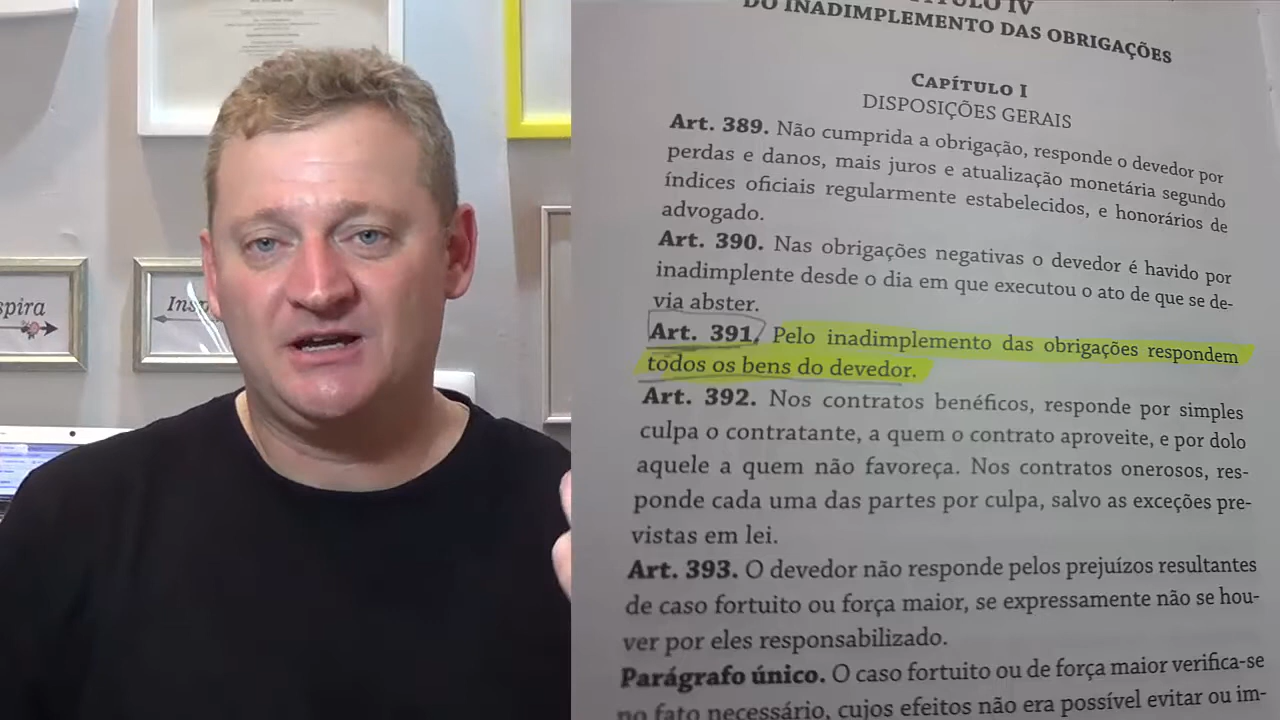 spira
Insp
TULO IV
DO INADIMPLEMENTO DAS OBRIGAÇÕES
CAPÍTULO I
DISPOSIÇÕES GERAIS
Art. 389. Não cumprida a obrigação, responde o devedor por
perdas e danos, mais juros e atualização monetária segundo
índices oficiais regularmente estabelecidos, e honorários de
advogado.
Art. 390. Nas obrigações negativas o devedor é havido por
inadimplente desde o dia em que executou o ato de que se de-
via abster.
Art. 391. Pelo inadimplemento das obrigações respondem
todos os bens do devedor.
Art. 392. Nos contratos benéficos, responde por simples
culpa o contratante, a quem o contrato aproveite, e por dolo
aquele a quem não favoreça. Nos contratos onerosos, res-
ponde cada uma das partes por culpa, salvo as exceções pre-
vistas em lei.
Art. 393. O devedor não responde pelos prejuízos resultantes
de caso fortuito ou força maior, se expressamente não se hou-
ver por eles responsabilizado.
Parágrafo único. O caso fortuito ou de força maior verifica-se
no fato necessário, cujos efeitos não era possível evitar ou im-